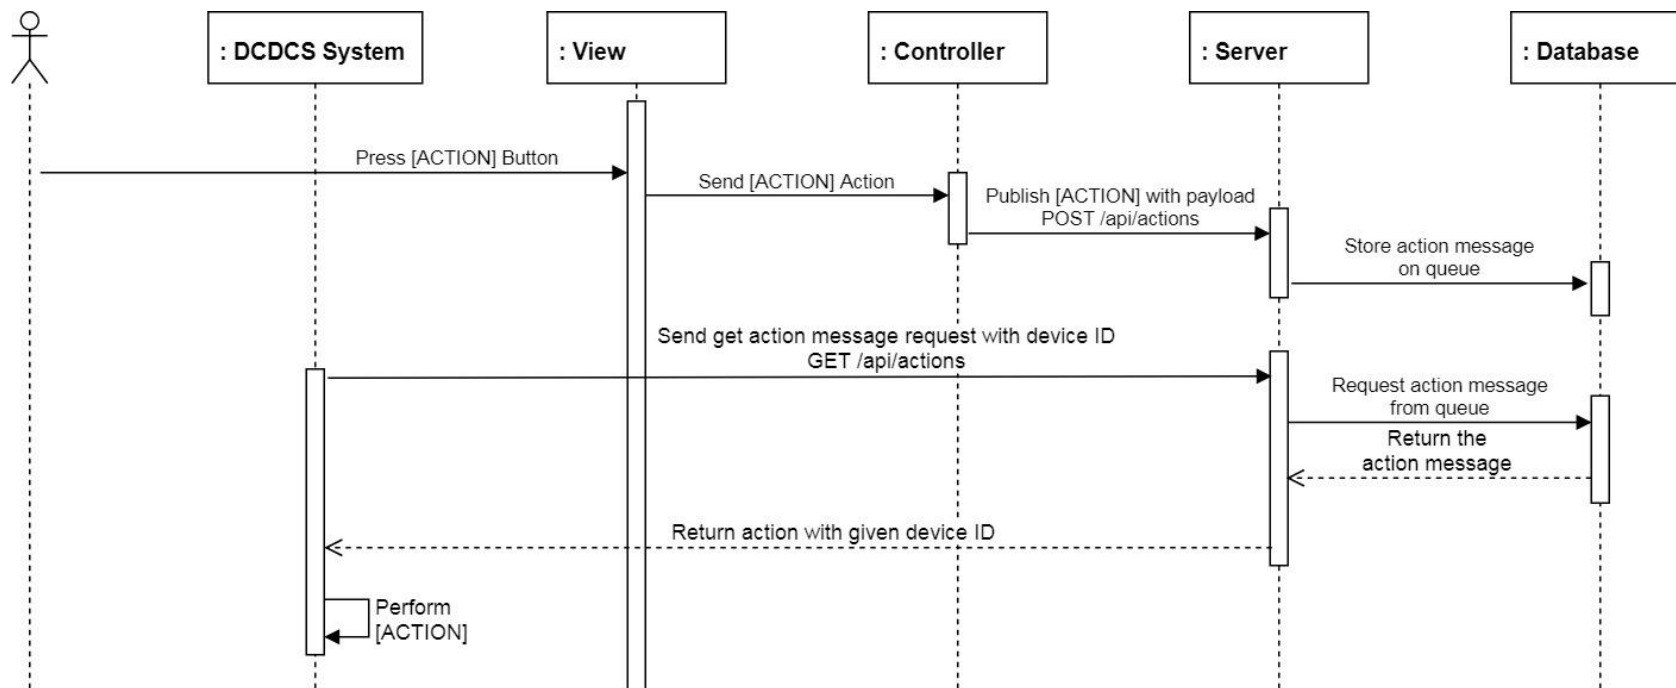 : DCDCS System
: View
: Controller
: Server
: Database
Press [ACTION] Button
Send [ACTION] Action
Publish [ACTION] with payload
POST /api/actions
Store action message
on queue
Send get action message request with device ID
GET /api/actions
Request action message
from queue
Return the
action message
Return action with given device ID
Perform
[ACTION]